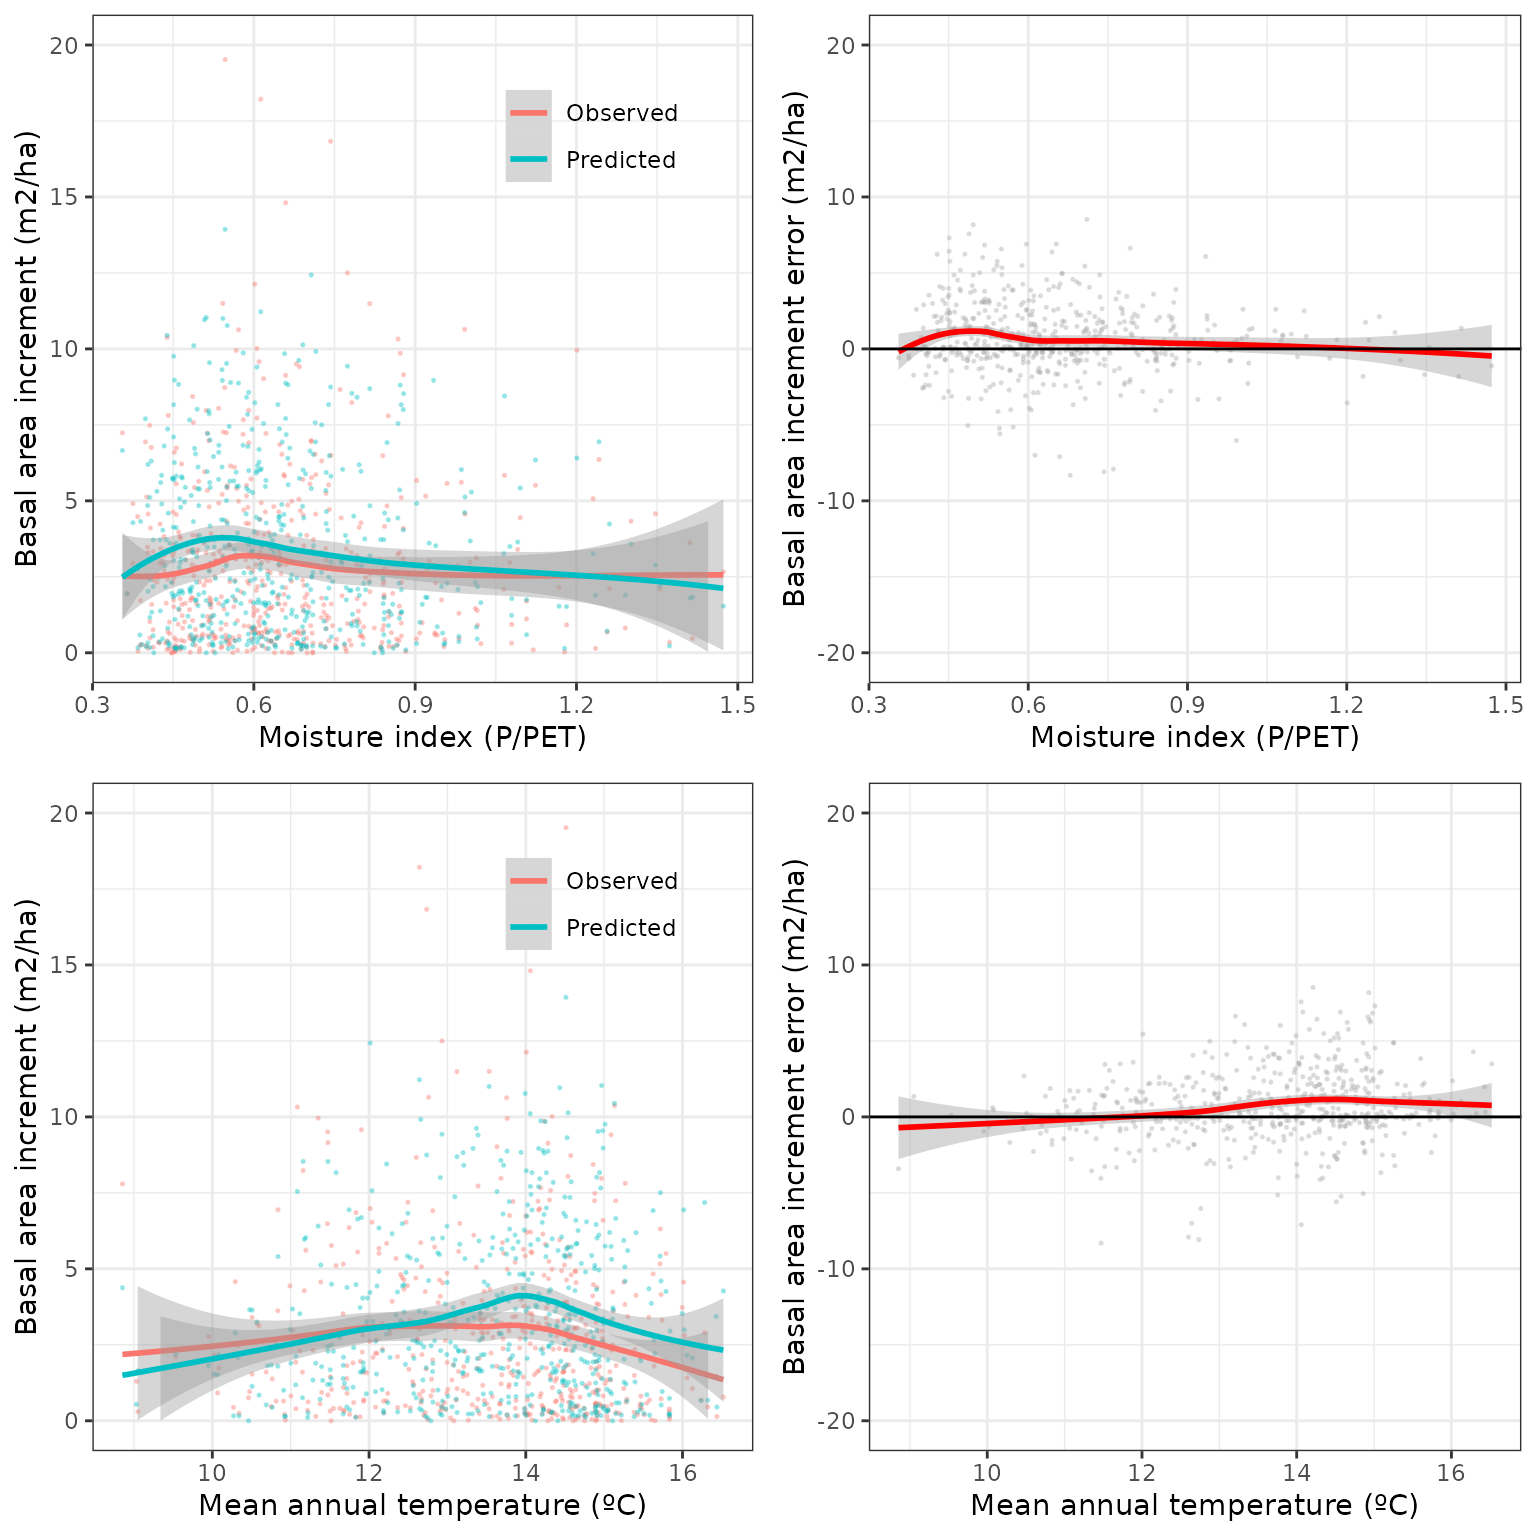 Basal area increment (m2/ha)
20
15
10
5
0
Observed
Predicted
0.3 0.6 0.9 1.2 1.5
Moisture index (P/PET)
Basal area increment error (m2/ha)
20
10
0
-10
-20
0.3 0.6 0.9 1.2 1.5
Moisture index (P/PET)
Basal area increment (m2/ha)
20
15
10
5
0
Observed
Predicted
10 12 14 16
Mean annual temperature (ºC)
Basal area increment error (m2/ha)
20
10
0
-10
-20
10 12 14 16
Mean annual temperature (ºC)